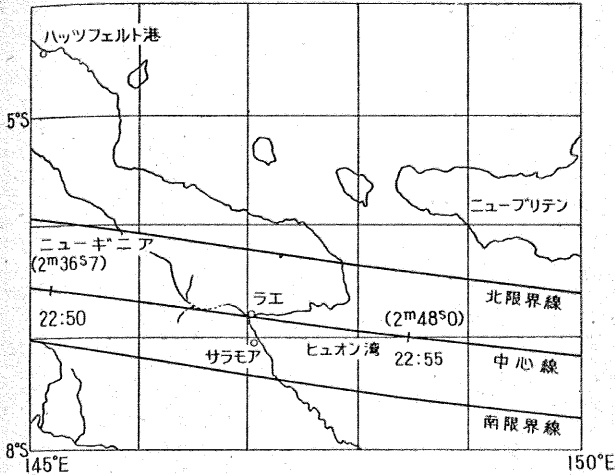 ハッツフェルト港
5°S
ニューブリテン
ニューギニア
(2ᵐ36ˢ7)
北限界線
ラエ
(2ᵐ48ˢ0)
22:50
サラモア
ヒュオン湾
22:55
中心線
南限界線
8°S
145°E
150°E